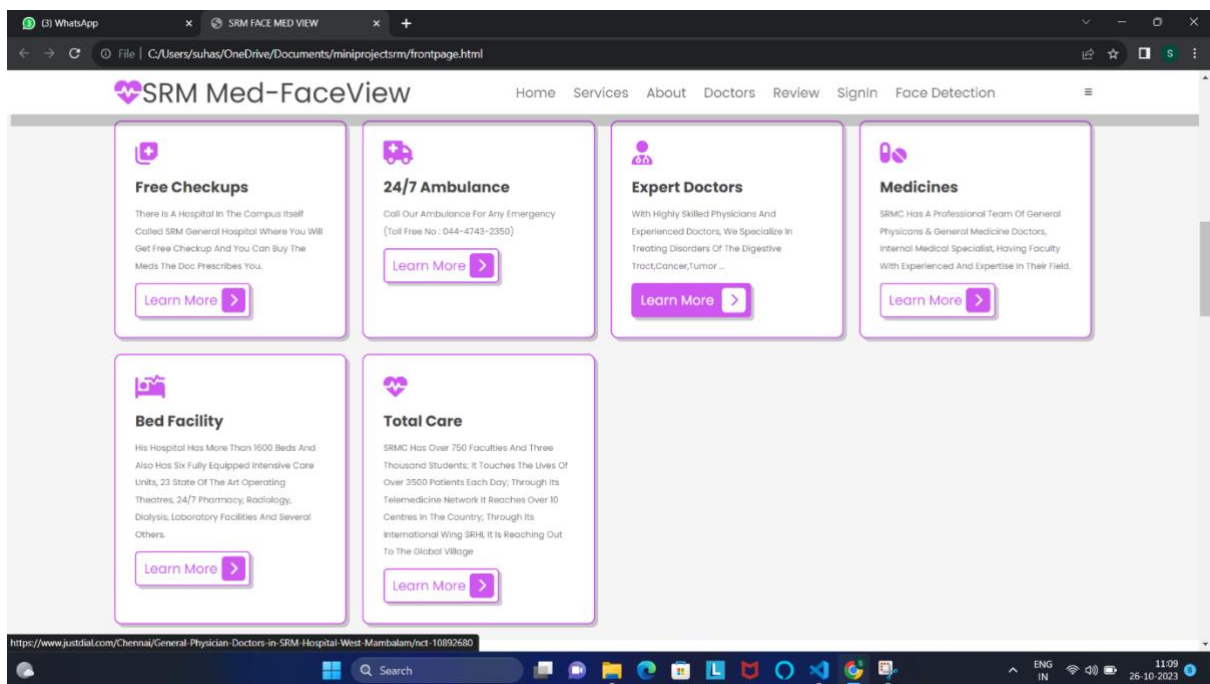 (3) WhatsApp
SRM FACE MED VIEW
File | C:/Users/suhas/OneDrive/Documents/miniprojectsrm/frontpage.html
S
SRM Med-FaceView
Home Services About Doctors Review SignIn Face Detection
Free Checkups
There Is A Hospital In The Campus Itself
Called SRM General Hospital Where You Will
Get Free Checkup And You Can Buy The
Meds The Doc Prescribes You.
Learn More
24/7 Ambulance
Call Our Ambulance For Any Emergency
(Toll Free No : 044-4743-2350)
Learn More
Expert Doctors
With Highly Skilled Physicians And
Experienced Doctors, We Specialize In
Treating Disorders Of The Digestive
Tract,Cancer,Tumor ...
Learn More
Medicines
SRMC Has A Professional Team Of General
Physicans & General Medicine Doctors,
Internal Medical Specialist, Having Faculty
With Experienced And Expertise In Their Field.
Learn More
Bed Facility
His Hospital Has More Than 1600 Beds And
Also Has Six Fully Equipped Intensive Care
Units, 23 State Of The Art Operating
Theatres, 24/7 Pharmacy, Radiology,
Dialysis, Laboratory Facilities And Several
Others.
Learn More
Total Care
SRMC Has Over 750 Faculties And Three
Thousand Students; It Touches The Lives Of
Over 3500 Patients Each Day; Through Its
Telemedicine Network It Reaches Over 10
Centres In The Country; Through Its
International Wing SRHI, It Is Reaching Out
To The Global Village
Learn More
https://www.justdial.com/Chennai/General-Physician-Doctors-in-SRM-Hospital-West-Mambalam/nct-10892680
Search
ENG
IN
11:09
26-10-2023